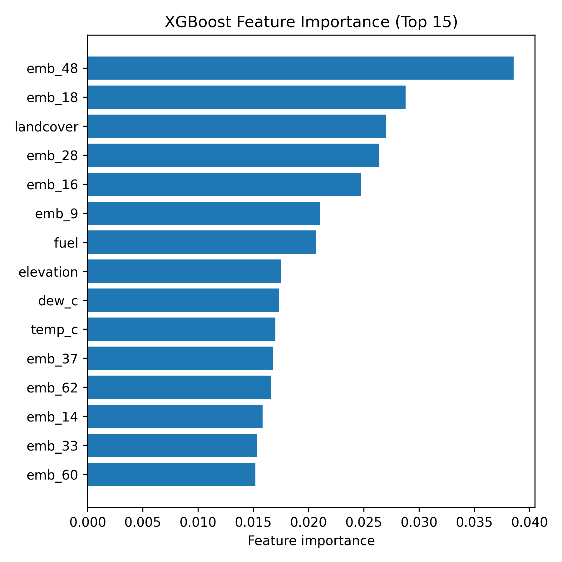 XGBoost Feature Importance (Top 15)
emb_48
emb_18
landcover
emb_28
emb_16
emb_9
fuel
elevation
dew_c
temp_c
emb_37
emb_62
emb_14
emb_33
emb_60
0.000 0.005 0.010 0.015 0.020 0.025 0.030 0.035 0.040
Feature importance